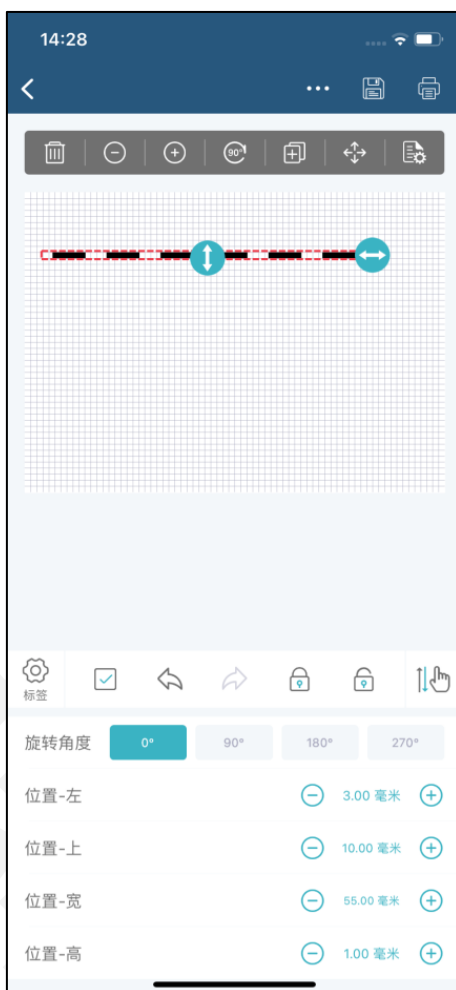 14:28
90°
标签
旋转角度 0° 90° 180° 270°
位置-左 3.00 毫米
位置-上 10.00 毫米
位置-宽 55.00 毫米
位置-高 1.00 毫米